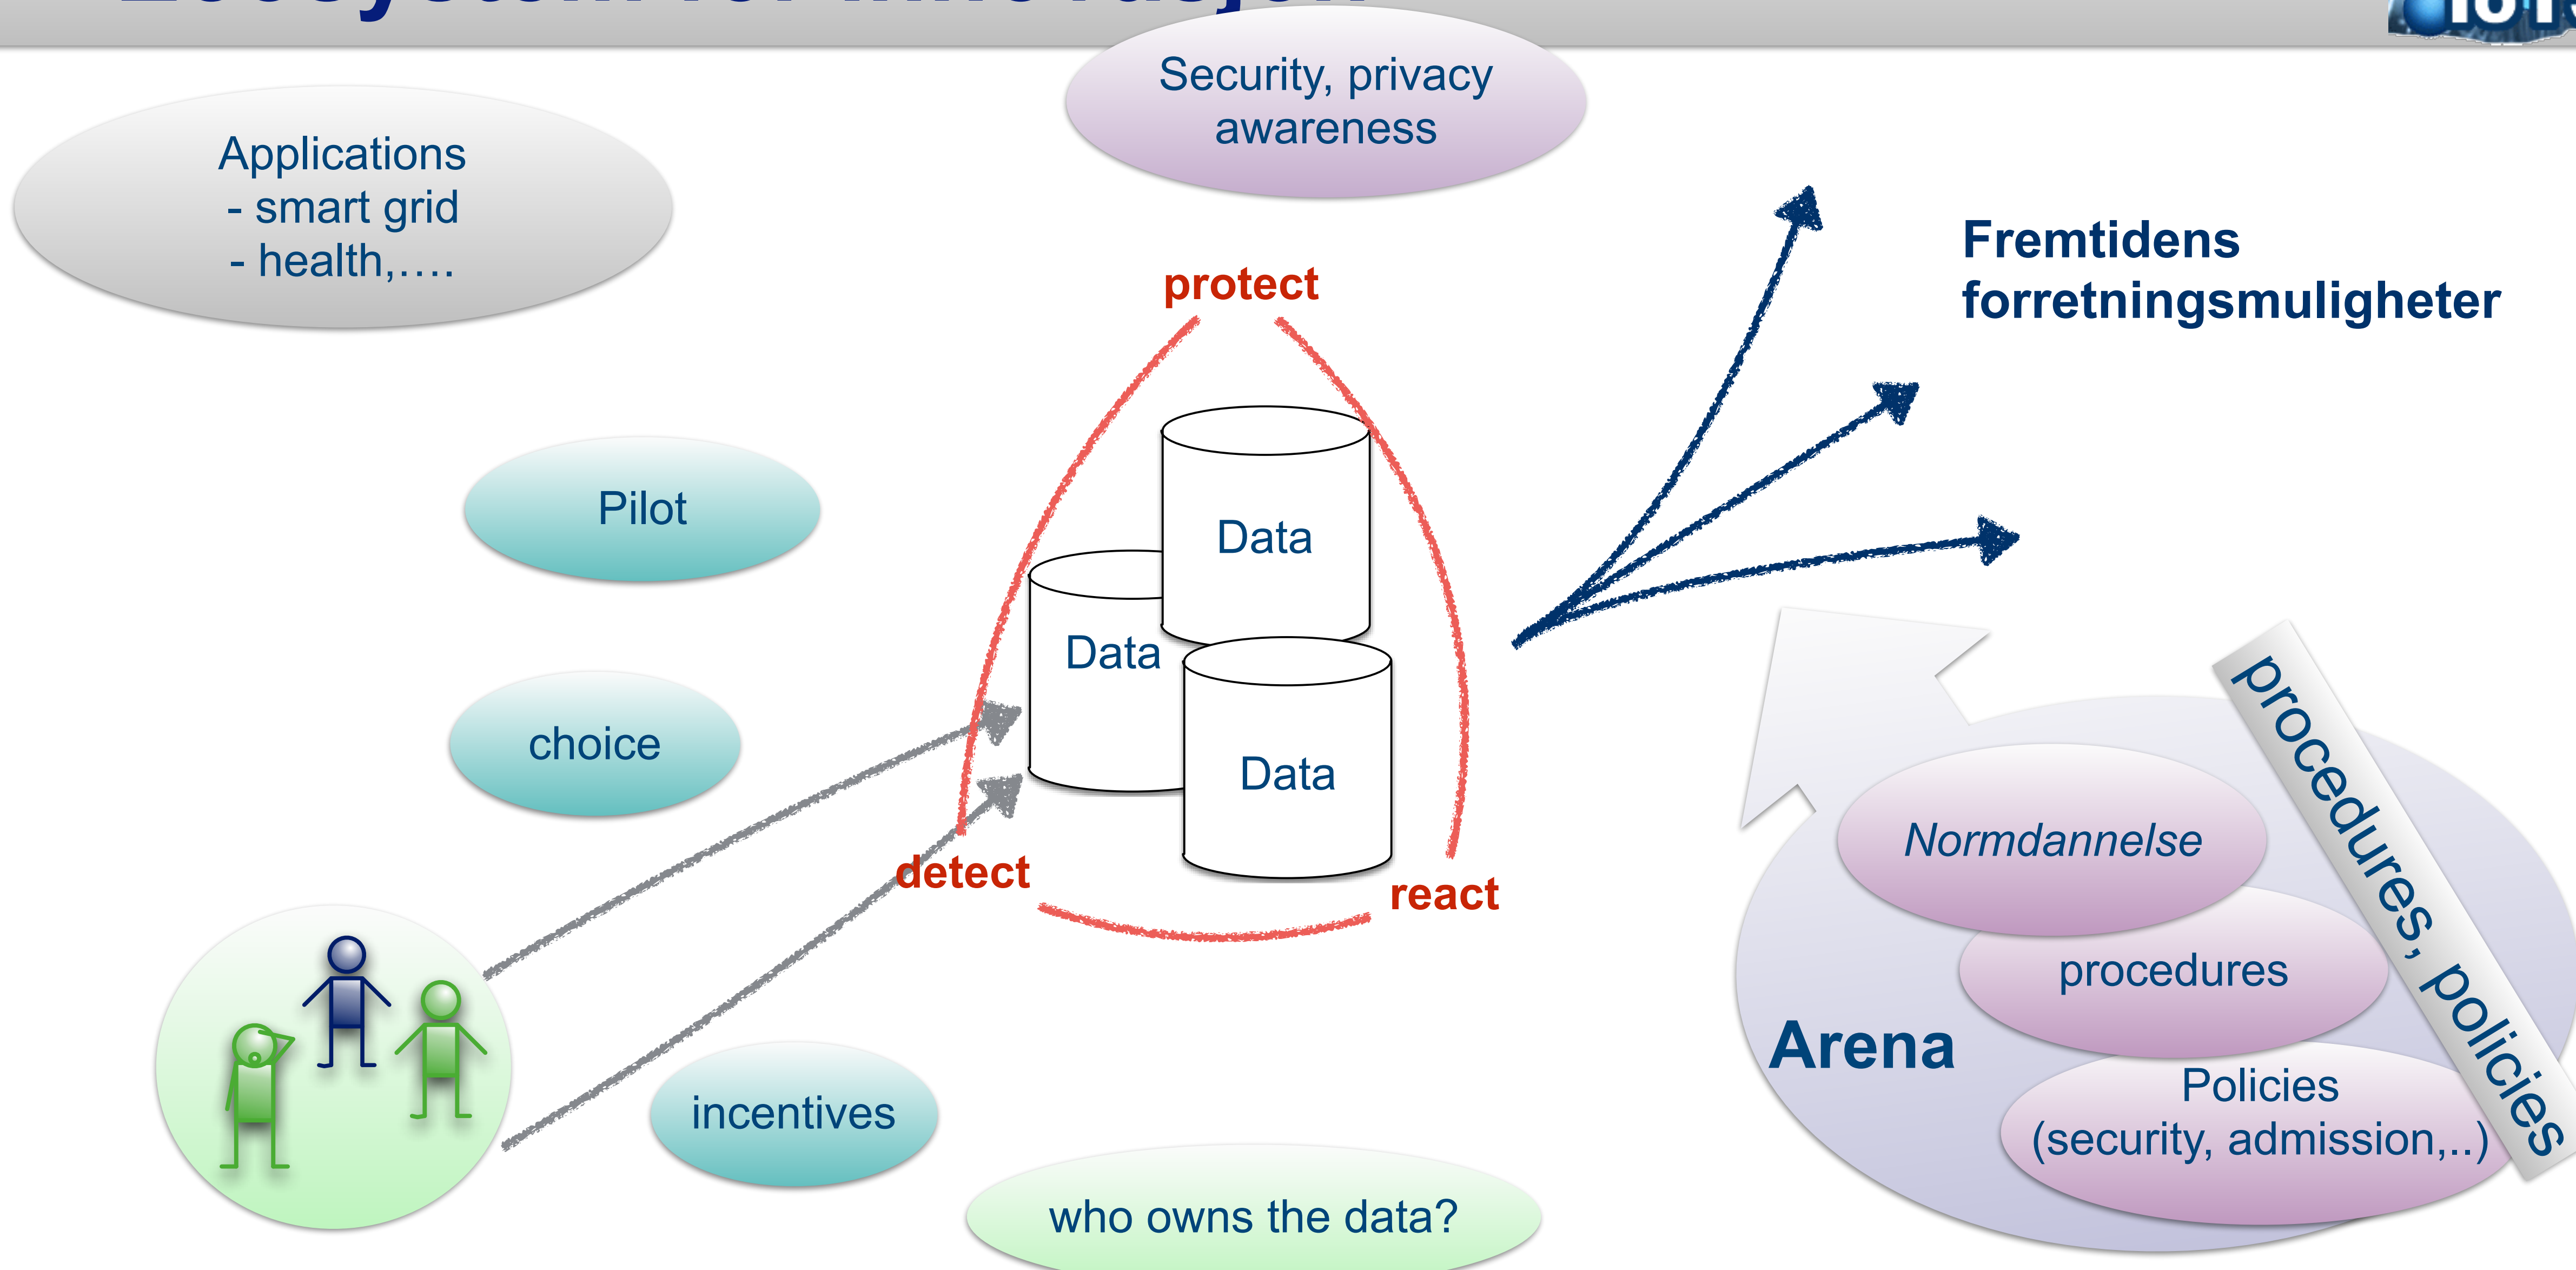 Security, privacy
awareness
Applications
- smart grid
- health,....
Fremtidens
forretningsmuligheter
protect
Pilot
Data
Data
choice
Data
detect
react
procedures, policies
Normdannelse
procedures
Arena
Policies
(security, admission,..)
incentives
who owns the data?